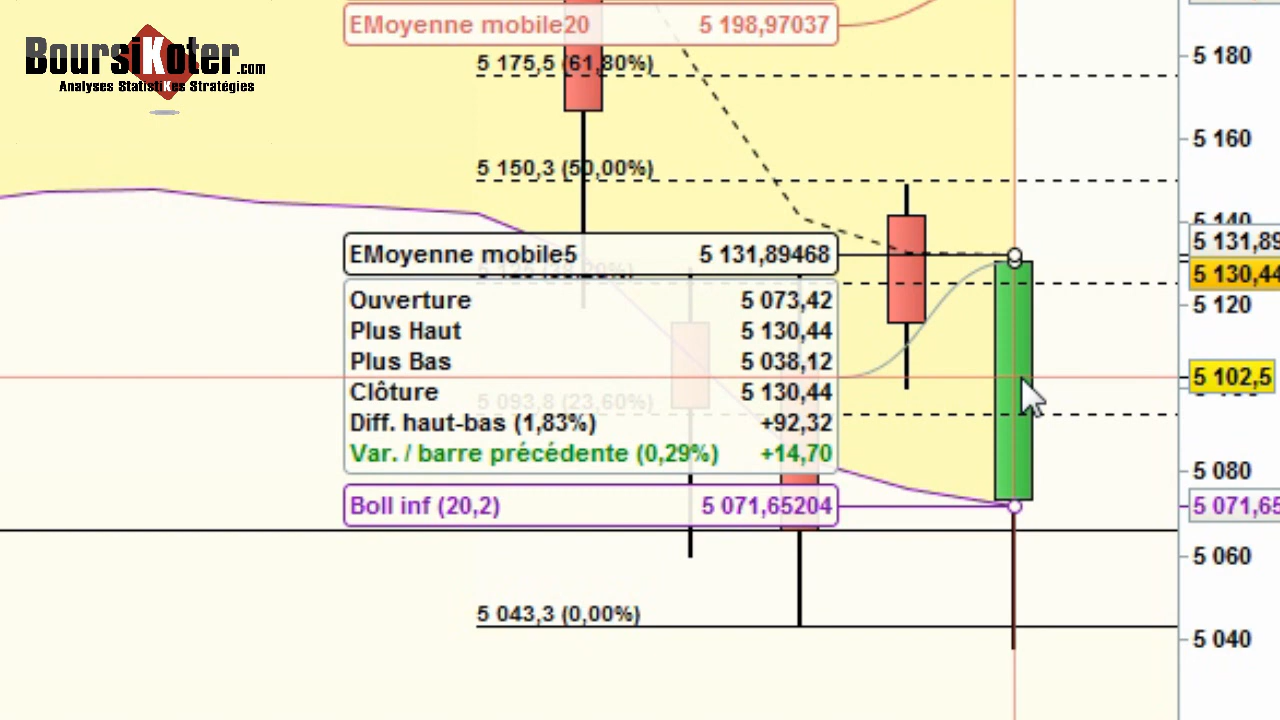 BoursiKoter.com
Analyses StatistiKes Stratégies
EMoyenne mobile20 5 198,97037
5 175,5 (61,80%)
5 150,3 (50,00%)
EMoyenne mobile5 5 131,89468
Ouverture 5 073,42
Plus Haut 5 130,44
Plus Bas 5 038,12
Clôture 5 130,44
5 093,8 (23,60%)
Diff. haut-bas (1,83%) +92,32
Var. / barre précédente (0,29%) +14,70
Boll inf (20,2) 5 071,65204
5 043,3 (0,00%)
5 180
5 160
5 140
5 131,89
5 130,44
5 120
5 102,5
5 080
5 071,65
5 060
5 040